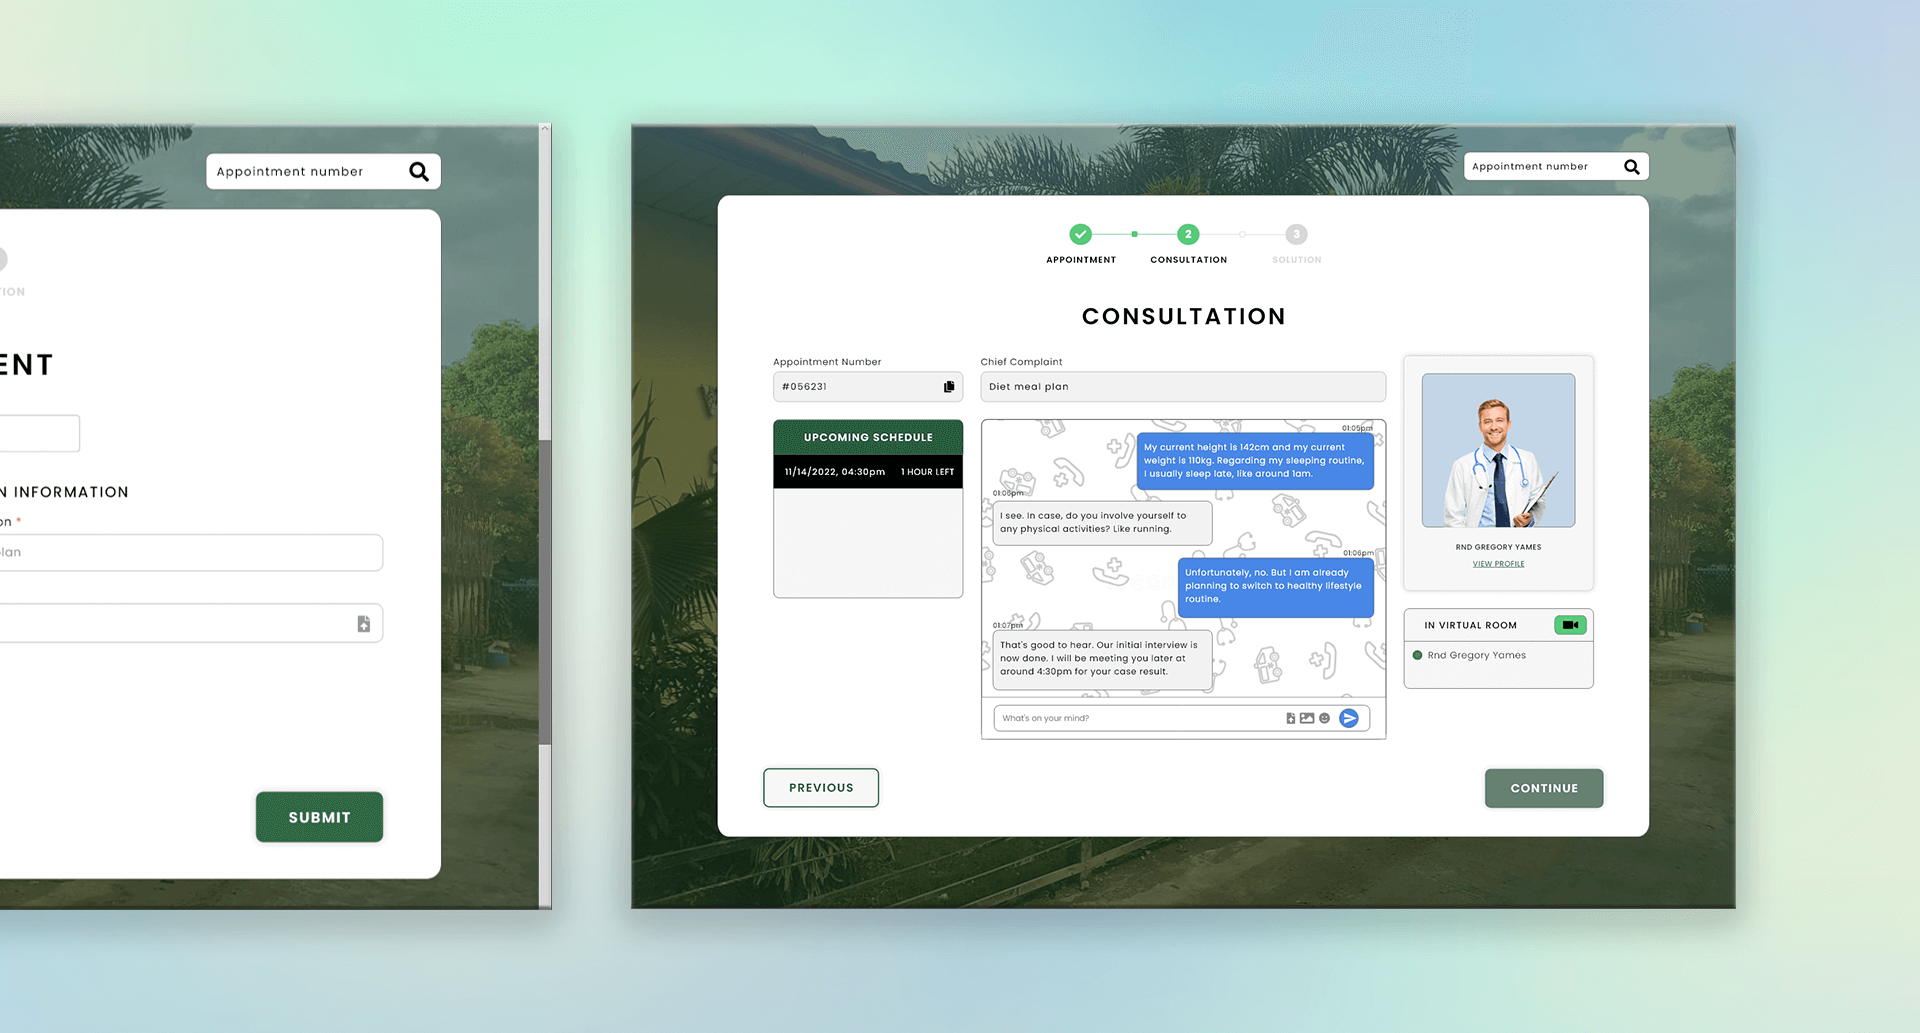 Appointment number
TION
ENT
N INFORMATION
on *
lan
SUBMIT
Appointment number
2
3
APPOINTMENT
CONSULTATION
SOLUTION
CONSULTATION
Appointment Number
#056231
Chief Complaint
Diet meal plan
UPCOMING SCHEDULE
11/14/2022, 04:30pm
1 HOUR LEFT
01:05pm
My current height is 142cm and my current
weight is 110kg. Regarding my sleeping routine,
I usually sleep late, like around 1am.
01:06pm
I see. In case, do you involve yourself to
any physical activities? Like running.
01:06pm
Unfortunately, no. But I am already
planning to switch to healthy lifestyle
routine.
01:07pm
That's good to hear. Our initial interview is
now done. I will be meeting you later at
around 4:30pm for your case result.
What's on your mind?
RND GREGORY YAMES
VIEW PROFILE
IN VIRTUAL ROOM
Rnd Gregory Yames
PREVIOUS
CONTINUE